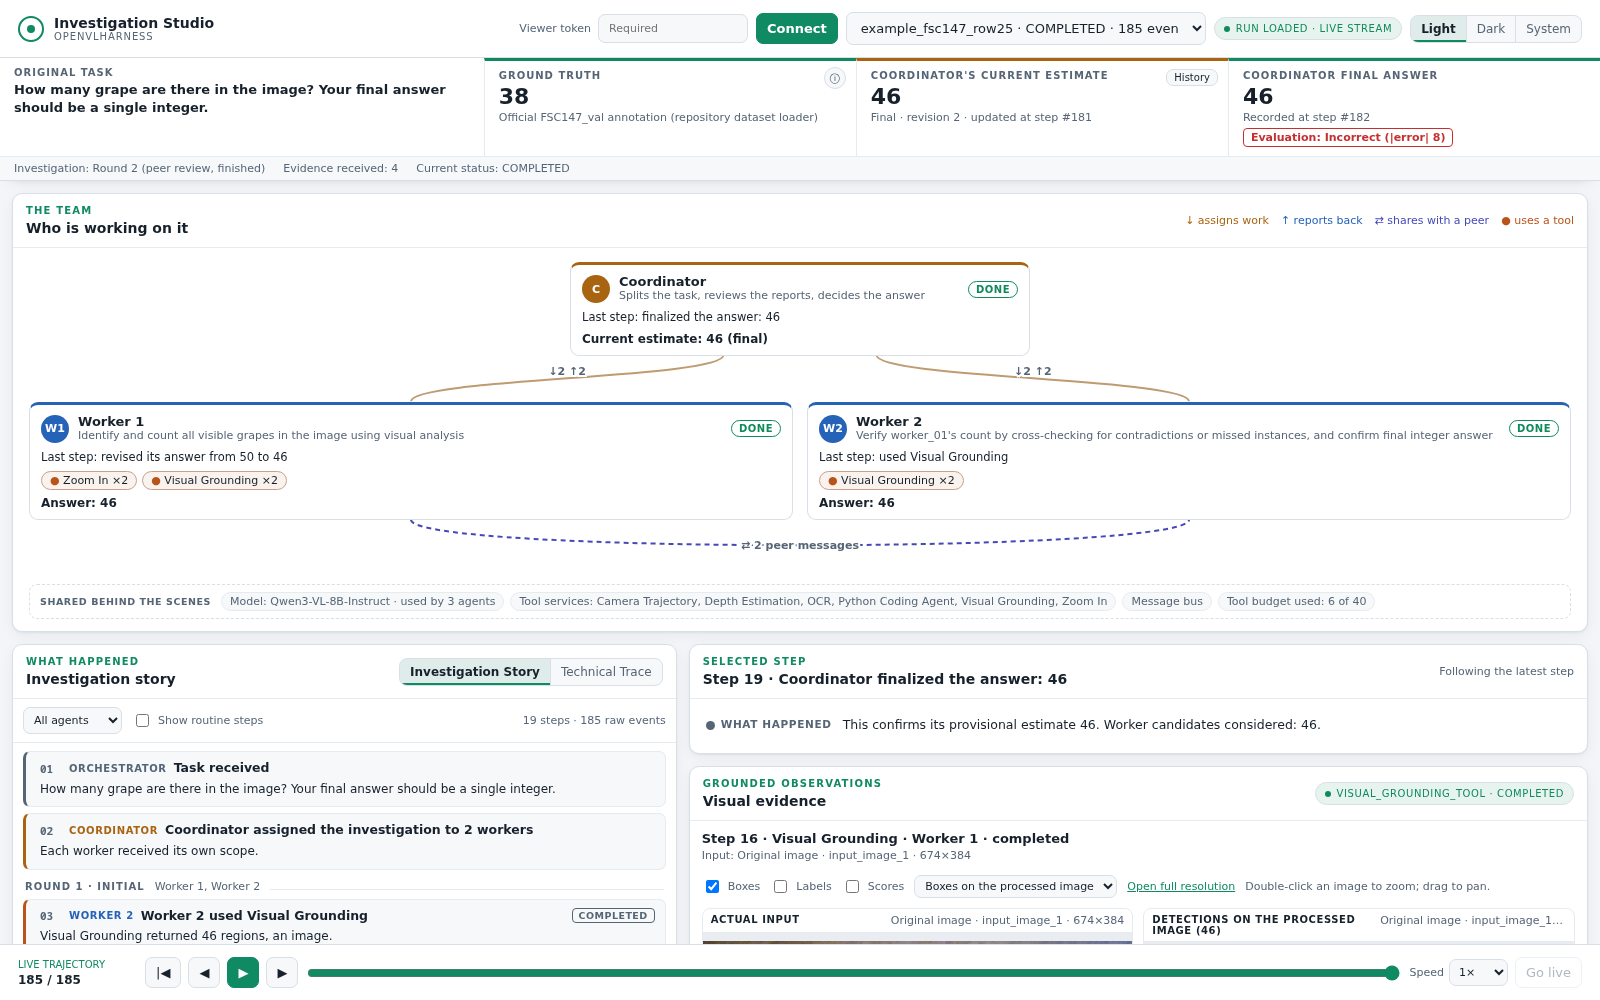 Investigation Studio
OPENVLHARNESS
Viewer token
Required
Connect
example_fsc147_row25 · COMPLETED · 185 even
RUN LOADED · LIVE STREAM
Light
Dark
System
ORIGINAL TASK
How many grape are there in the image? Your final answer
should be a single integer.
GROUND TRUTH
ⓘ
38
Official FSC147_val annotation (repository dataset loader)
COORDINATOR'S CURRENT ESTIMATE
History
46
Final · revision 2 · updated at step #181
COORDINATOR FINAL ANSWER
46
Recorded at step #182
Evaluation: Incorrect (|error| 8)
Investigation: Round 2 (peer review, finished)
Evidence received: 4
Current status: COMPLETED
THE TEAM
Who is working on it
↓ assigns work
↑ reports back
⇄ shares with a peer
● uses a tool
C
Coordinator
Splits the task, reviews the reports, decides the answer
DONE
Last step: finalized the answer: 46
Current estimate: 46 (final)
↓2 ↑2
↓2 ↑2
W1
Worker 1
Identify and count all visible grapes in the image using visual analysis
DONE
Last step: revised its answer from 50 to 46
● Zoom In ×2
● Visual Grounding ×2
Answer: 46
W2
Worker 2
Verify worker_01's count by cross-checking for contradictions or missed instances, and confirm final integer answer
DONE
Last step: used Visual Grounding
● Visual Grounding ×2
Answer: 46
⇄ 2 peer messages
SHARED BEHIND THE SCENES
Model: Qwen3-VL-8B-Instruct · used by 3 agents
Tool services: Camera Trajectory, Depth Estimation, OCR, Python Coding Agent, Visual Grounding, Zoom In
Message bus
Tool budget used: 6 of 40
WHAT HAPPENED
Investigation story
Investigation Story
Technical Trace
All agents
Show routine steps
19 steps · 185 raw events
01 ORCHESTRATOR Task received
How many grape are there in the image? Your final answer should be a single integer.
02 COORDINATOR Coordinator assigned the investigation to 2 workers
Each worker received its own scope.
ROUND 1 · INITIAL Worker 1, Worker 2
03 WORKER 2 Worker 2 used Visual Grounding
COMPLETED
Visual Grounding returned 46 regions, an image.
SELECTED STEP
Step 19 · Coordinator finalized the answer: 46
Following the latest step
● WHAT HAPPENED This confirms its provisional estimate 46. Worker candidates considered: 46.
GROUNDED OBSERVATIONS
Visual evidence
VISUAL_GROUNDING_TOOL · COMPLETED
Step 16 · Visual Grounding · Worker 1 · completed
Input: Original image · input_image_1 · 674×384
Boxes
Labels
Scores
Boxes on the processed image
Open full resolution
Double-click an image to zoom; drag to pan.
ACTUAL INPUT
Original image · input_image_1 · 674×384
DETECTIONS ON THE PROCESSED
IMAGE (46)
Original image · input_image_1…
LIVE TRAJECTORY
185 / 185
Speed
1×
Go live